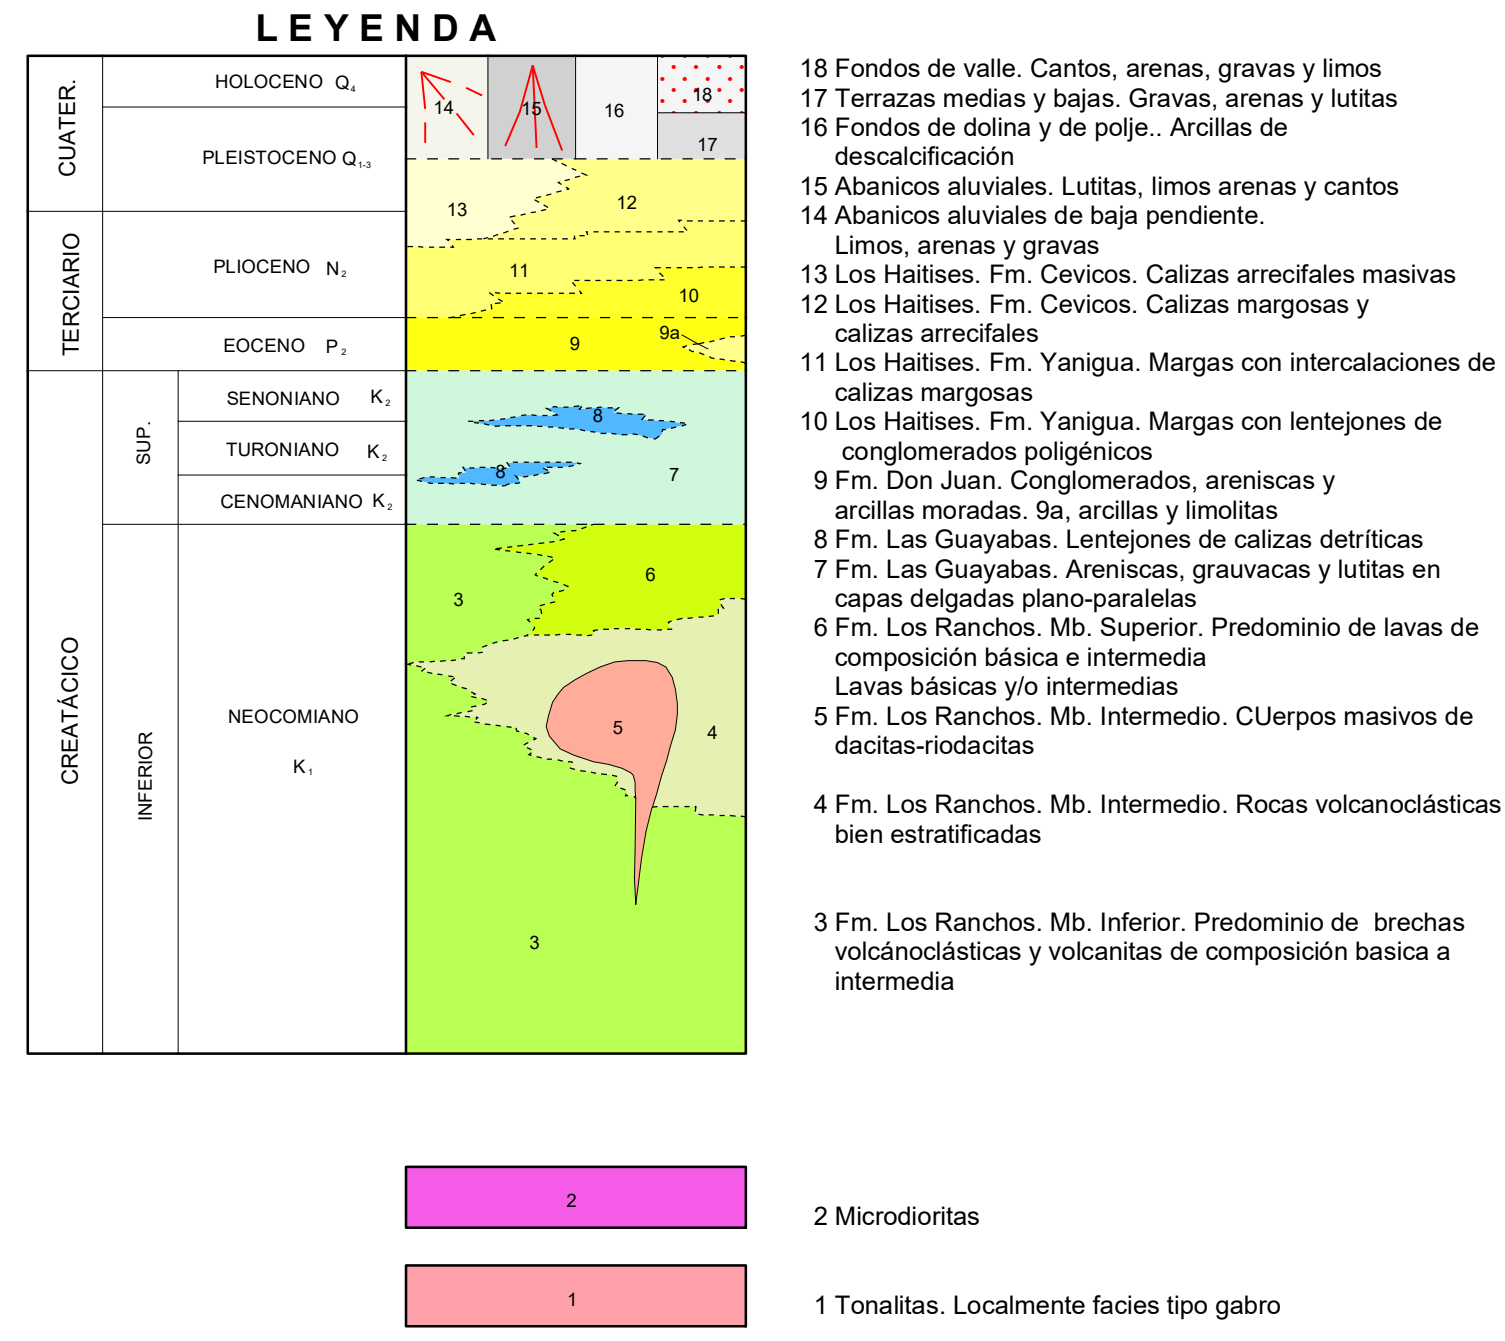 LEYENDA
CUATER.
HOLOCENO Q4
PLEISTOCENO Q1-3
TERCIARIO
PLIOCENO N2
EOCENO P2
CREATÁCICO
SUP.
SENONIANO K2
TURONIANO K2
CENOMANIANO K2
INFERIOR
NEOCOMIANO
K1
14
15
16
18
17
13
12
11
10
9a
9
8
8
7
6
3
5
4
3
2
1
18 Fondos de valle. Cantos, arenas, gravas y limos
17 Terrazas medias y bajas. Gravas, arenas y lutitas
16 Fondos de dolina y de polje.. Arcillas de
descalcificación
15 Abanicos aluviales. Lutitas, limos arenas y cantos
14 Abanicos aluviales de baja pendiente.
Limos, arenas y gravas
13 Los Haitises. Fm. Cevicos. Calizas arrecifales masivas
12 Los Haitises. Fm. Cevicos. Calizas margosas y
calizas arrecifales
11 Los Haitises. Fm. Yanigua. Margas con intercalaciones de
calizas margosas
10 Los Haitises. Fm. Yanigua. Margas con lentejones de
conglomerados poligénicos
9 Fm. Don Juan. Conglomerados, areniscas y
arcillas moradas. 9a, arcillas y limolitas
8 Fm. Las Guayabas. Lentejones de calizas detríticas
7 Fm. Las Guayabas. Areniscas, grauvacas y lutitas en
capas delgadas plano-paralelas
6 Fm. Los Ranchos. Mb. Superior. Predominio de lavas de
composición básica e intermedia
Lavas básicas y/o intermedias
5 Fm. Los Ranchos. Mb. Intermedio. CUerpos masivos de
dacitas-riodacitas
4 Fm. Los Ranchos. Mb. Intermedio. Rocas volcanoclásticas
bien estratificadas
3 Fm. Los Ranchos. Mb. Inferior. Predominio de brechas
volcánoclásticas y volcanitas de composición basica a
intermedia
2 Microdioritas
1 Tonalitas. Localmente facies tipo gabro